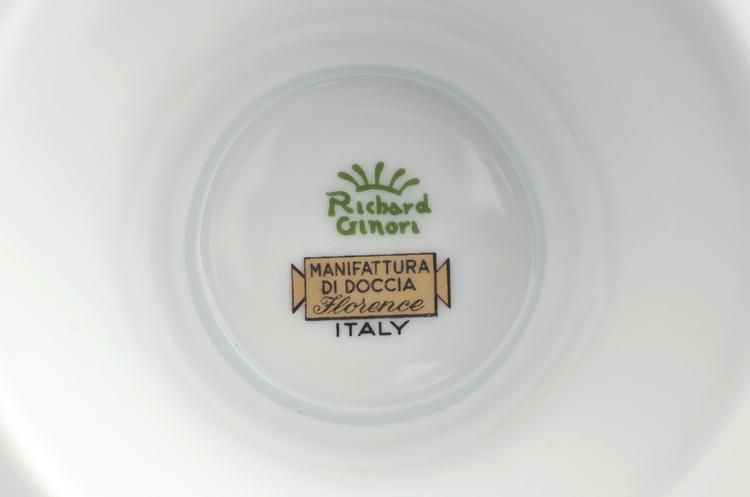 Richard
Ginori
MANIFATTURA
DI DOCCIA
Florence
ITALY